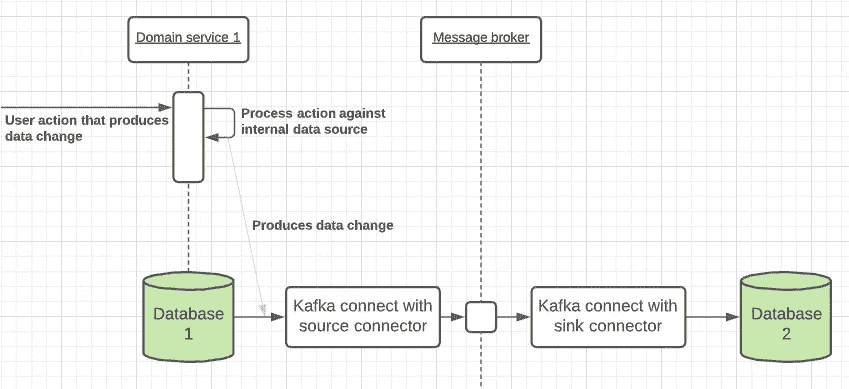 Domain service 1
Message broker
User action that produces
data change
Process action against
internal data source
Produces data change
Database
1
Kafka connect with
source connector
Kafka connect with
sink connector
Database
2